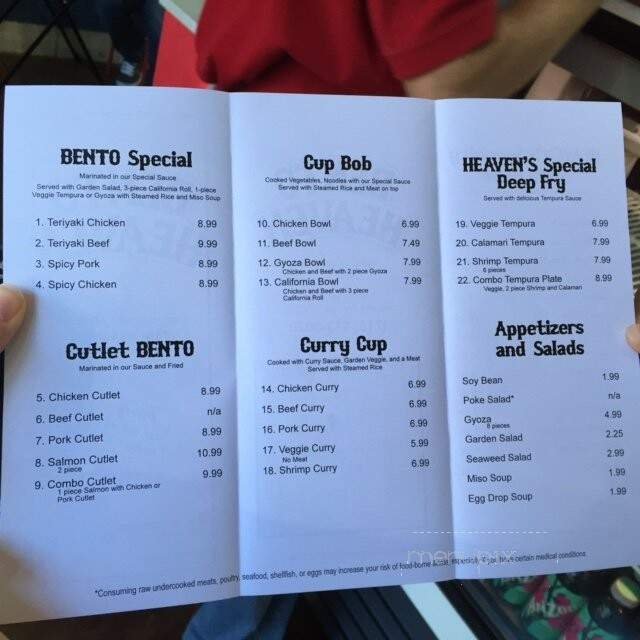 BENTO Special
Marinated in our Special Sauce
Served with Garden Salad, 3-piece California Roll, 1-piece
Veggie Tempura or Gyoza with Steamed Rice and Miso Soup
1. Teriyaki Chicken 8.99
2. Teriyaki Beef 9.99
3. Spicy Pork 8.99
4. Spicy Chicken 8.99
Cutlet BENTO
Marinated in our Sauce and Fried
5. Chicken Cutlet 8.99
6. Beef Cutlet n/a
7. Pork Cutlet 8.99
8. Salmon Cutlet 10.99
2 piece
9. Combo Cutlet 9.99
1 piece Salmon with Chicken or
Pork Cutlet
Cup Bob
Cooked Vegetables, Noodles with our Special Sauce
Served with Steamed Rice and Meat on top
10. Chicken Bowl 6.99
11. Beef Bowl 7.49
12. Gyoza Bowl 7.99
Chicken and Beef with 2 piece Gyoza
13. California Bowl 7.99
Chicken and Beef with 3 piece
California Roll
Curry Cup
Cooked with Curry Sauce, Garden Veggie, and a Meat
Served with Steamed Rice
14. Chicken Curry 6.99
15. Beef Curry 6.99
16. Pork Curry 6.99
17. Veggie Curry 5.99
No Meat
18. Shrimp Curry 6.99
HEAVEN'S Special
Deep Fry
Served with delicious Tempura Sauce
19. Veggie Tempura 6.99
20. Calamari Tempura 7.99
21. Shrimp Tempura 7.99
6 pieces
22. Combo Tempura Plate 8.99
Veggie, 2 piece Shrimp and Calamari
Appetizers
and Salads
Soy Bean 1.99
Poke Salad* n/a
Gyoza 4.99
8 pieces
Garden Salad 2.25
Seaweed Salad 2.99
Miso Soup 1.99
Egg Drop Soup 1.99
*Consuming raw undercooked meats, poultry, seafood, shellfish, or eggs may increase your risk of food-borne illness, especially if you have certain medical conditions.
menupix